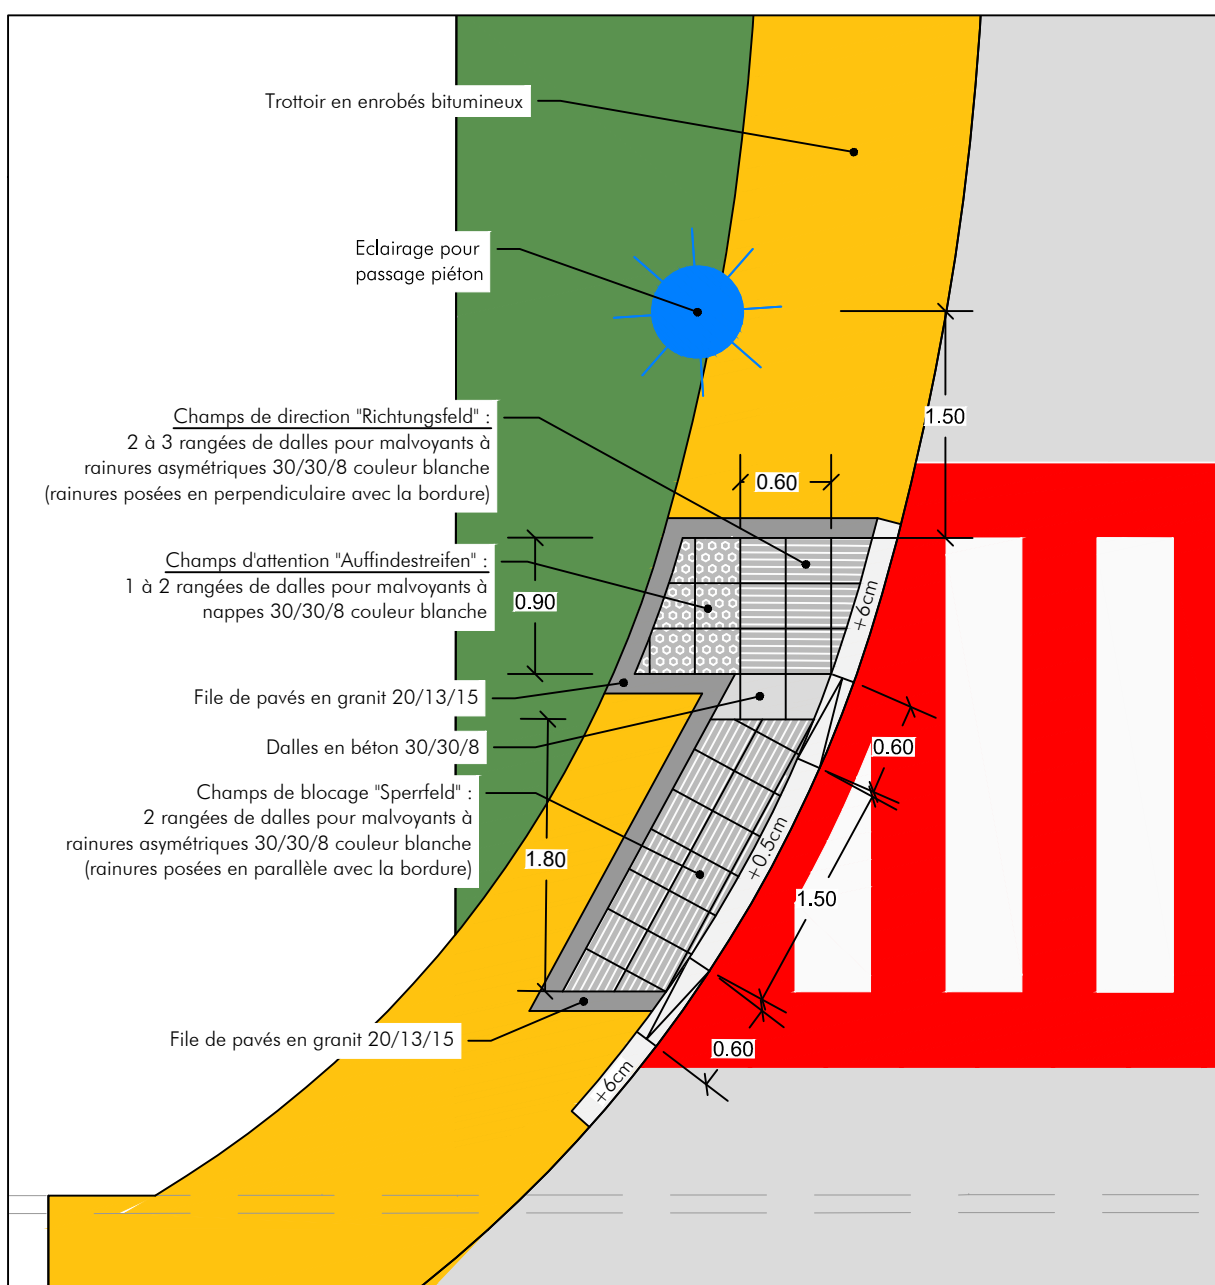 Trottoir en enrobés bitumineux
Eclairage pour
passage piéton
1.50
Champs de direction "Richtungsfeld" :
2 à 3 rangées de dalles pour malvoyants à
rainures asymétriques 30/30/8 couleur blanche
(rainures posées en perpendiculaire avec la bordure)
0.60
Champs d'attention "Auffindestreifen" :
1 à 2 rangées de dalles pour malvoyants à
nappes 30/30/8 couleur blanche
0.90
+6cm
File de pavés en granit 20/13/15
Dalles en béton 30/30/8
0.60
Champs de blocage "Sperrfeld" :
2 rangées de dalles pour malvoyants à
rainures asymétriques 30/30/8 couleur blanche
(rainures posées en parallèle avec la bordure)
1.80
+0.5cm
1.50
File de pavés en granit 20/13/15
0.60
+6cm